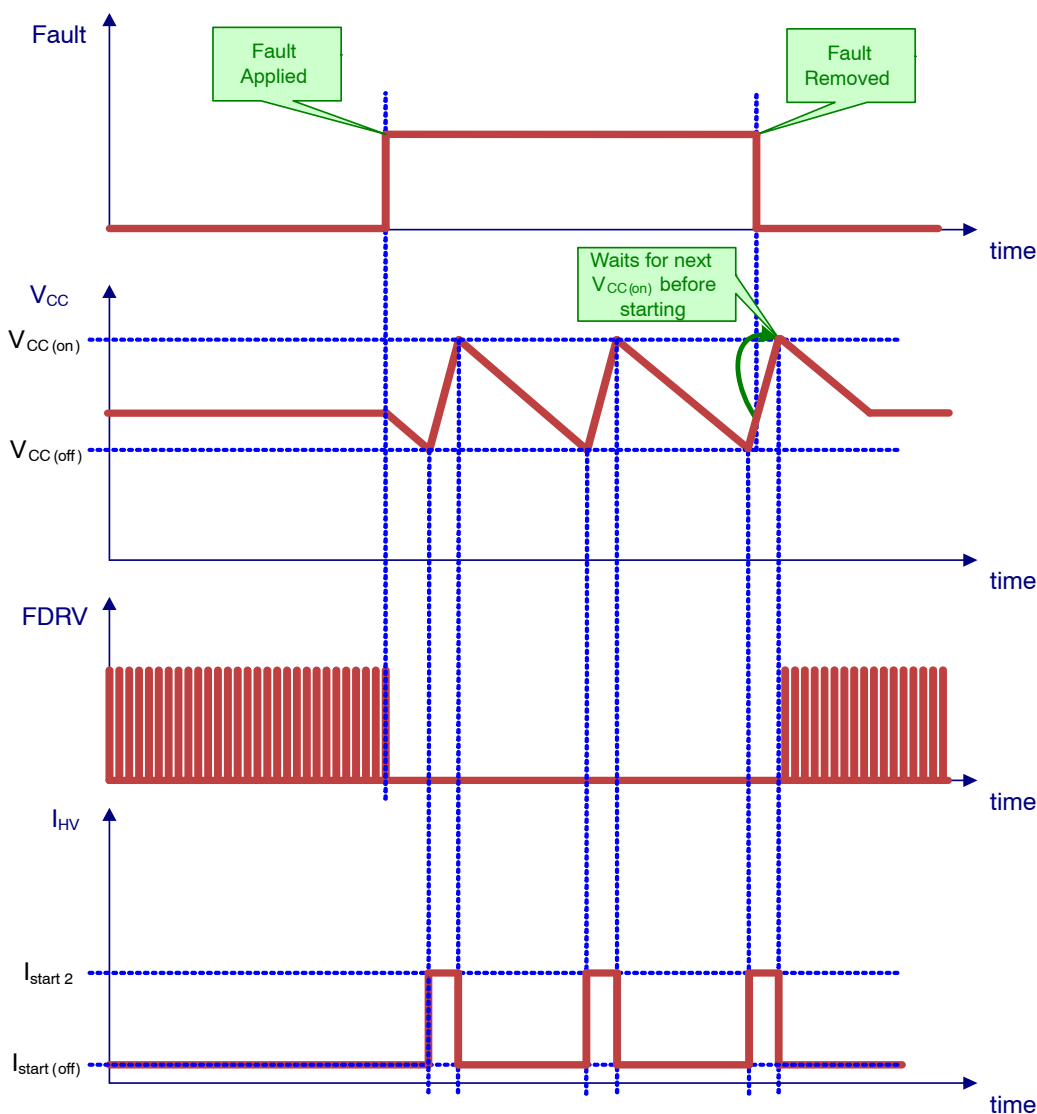 Fault
Fault
Applied
Fault
Removed
time
Waits for next
VCC(on) before
starting
VCC
VCC(on)
VCC(off)
time
FDRV
time
IHV
Istart 2
Istart(off)
time